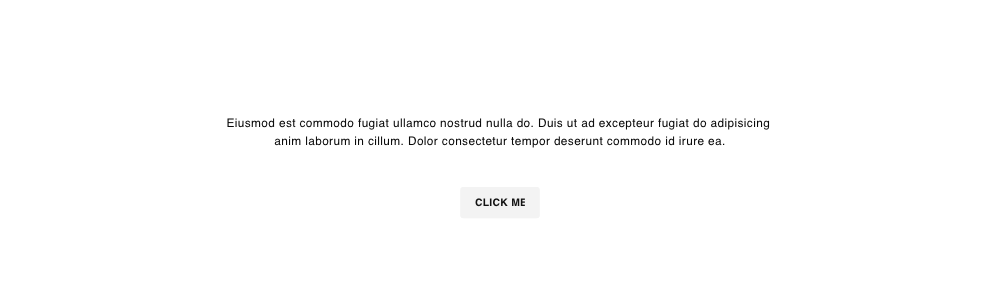 Eiusmod est commodo fugiat ullamco nostrud nulla do. Duis ut ad excepteur fugiat do adipisicing
anim laborum in cillum. Dolor consectetur tempor deserunt commodo id irure ea.
CLICK ME